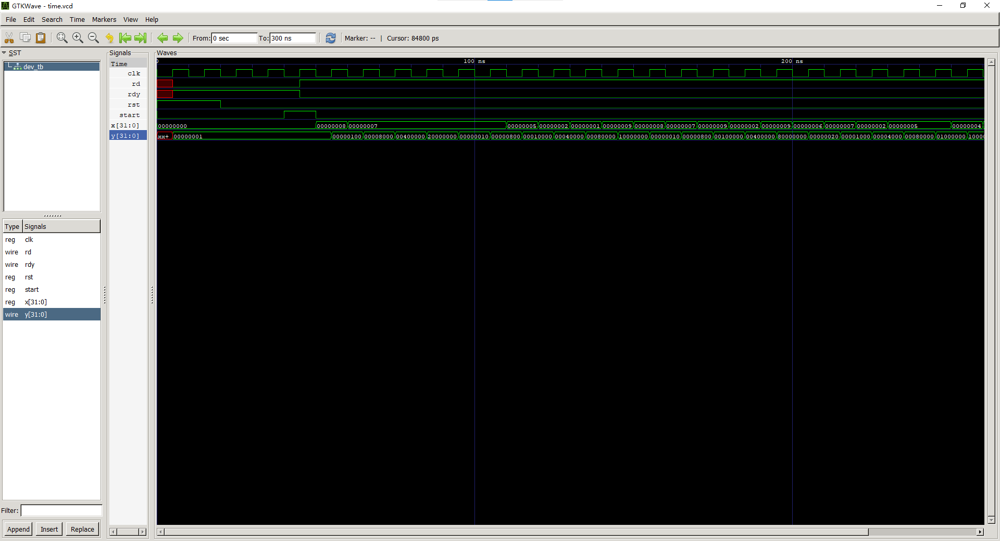 GTKWave - time.vcd
File Edit Search Time Markers View Help
From: 0 sec To: 300 ns Marker: -- | Cursor: 84800 ps
SST
dev_tb
Type Signals
reg clk
wire rd
wire rdy
reg rst
reg start
reg x[31:0]
wire y[31:0]
Filter:
Append Insert Replace
Signals
Time
clk
rd
rdy
rst
start
x[31:0]
y[31:0]
Waves
0 100 ns 200 ns
00000000 00000008 00000007 00000005 00000002 00000001 00000009 00000008 00000007 00000009 00000002 00000009 00000006 00000007 00000002 00000005 00000004
xx+ 00000001 00000100 00008000 00400000 20000000 00000010 00000800 00010000 00040000 00080000 10000000 00000010 00000800 00100000 00400000 80000000 00000020 00001000 00004000 00080000 01000000 10000